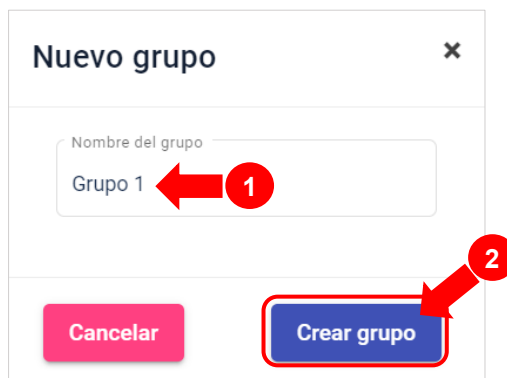 Nuevo grupo ×
Nombre del grupo
Grupo 1
1
2
Cancelar
Crear grupo